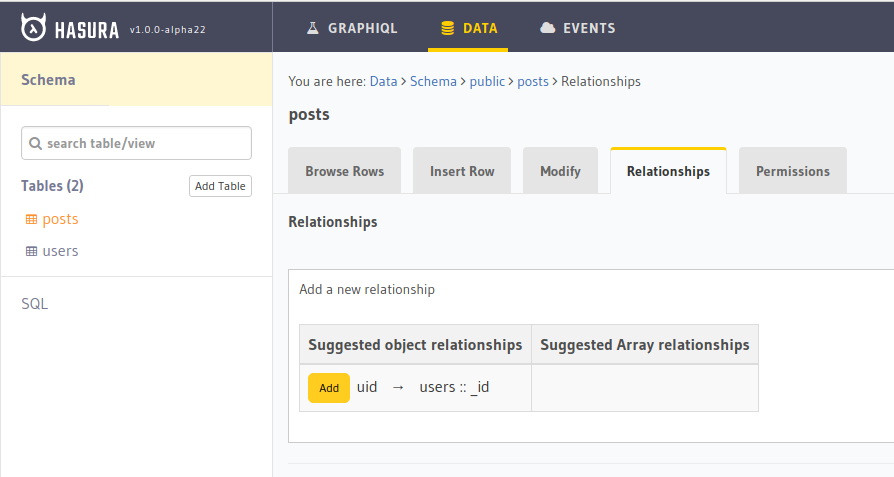 HASURA v1.0.0-alpha22 GRAPHIQL DATA EVENTS
Schema
You are here: Data > Schema > public > posts > Relationships
posts
search table/view
Browse Rows Insert Row Modify Relationships Permissions
Tables (2) Add Table
posts
users
SQL
Relationships
Add a new relationship
Suggested object relationships Suggested Array relationships
Add uid → users :: _id